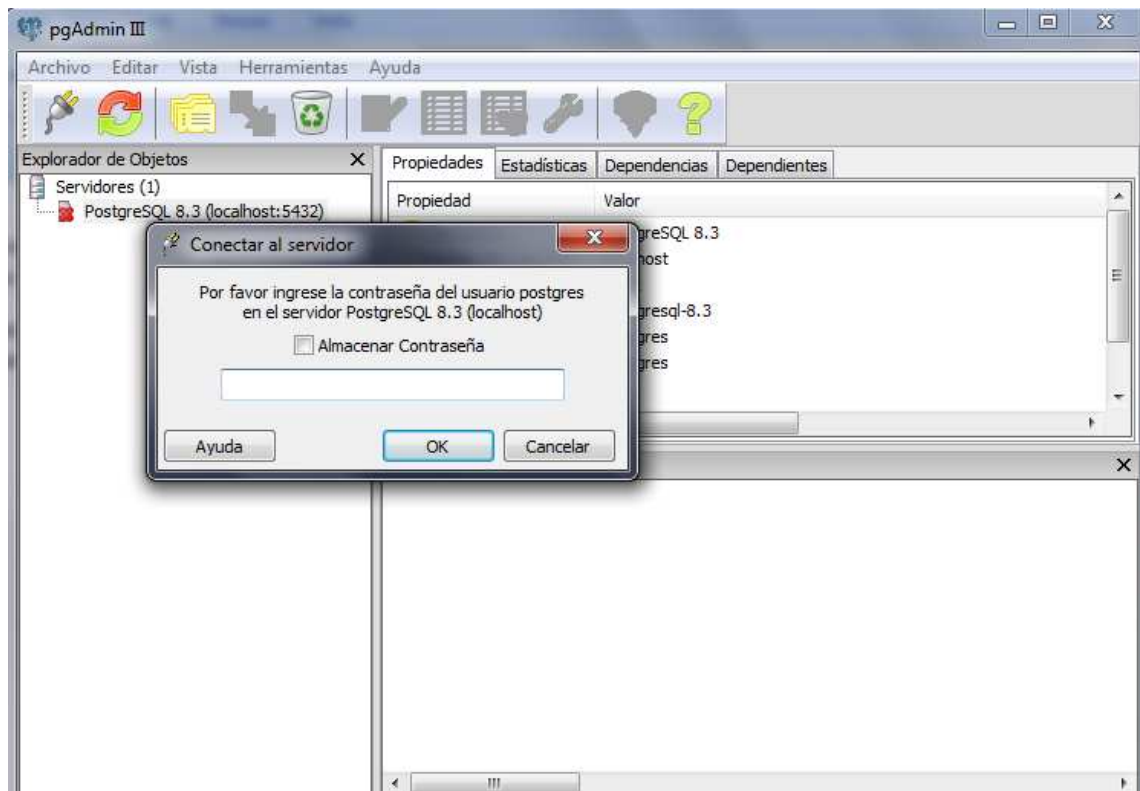 pgAdmin III
Archivo Editar Vista Herramientas Ayuda
Explorador de Objetos
Servidores (1)
PostgreSQL 8.3 (localhost:5432)
Propiedades Estadísticas Dependencias Dependientes
Propiedad Valor
greSQL 8.3
host
gresql-8.3
gres
gres
Conectar al servidor
Por favor ingrese la contraseña del usuario postgres
en el servidor PostgreSQL 8.3 (localhost)
Almacenar Contraseña
Ayuda OK Cancelar